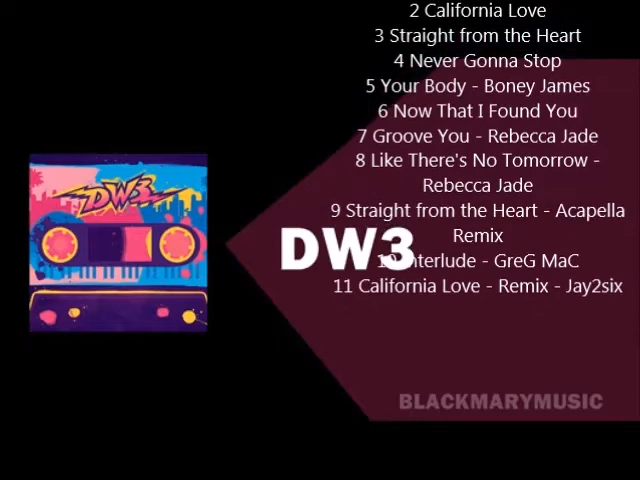 2 California Love
3 Straight from the Heart
4 Never Gonna Stop
5 Your Body - Boney James
6 Now That I Found You
7 Groove You - Rebecca Jade
8 Like There's No Tomorrow -
Rebecca Jade
9 Straight from the Heart - Acapella
Remix
10 Interlude - GreG MaC
11 California Love - Remix - Jay2six
DW3
DW3
BLACKMARYMUSIC